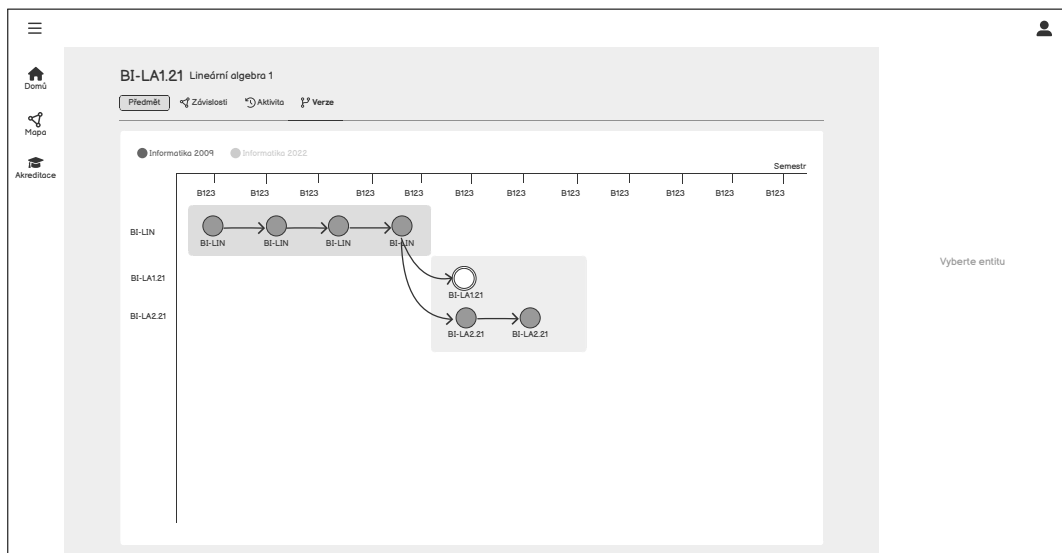 Domů
Mapa
Akreditace
BI-LA1.21 Lineární algebra 1
Předmět Závislosti Aktivita Verze
Informatika 2009 Informatika 2022
Semestr
B123 B123 B123 B123 B123 B123 B123 B123 B123 B123 B123 B123
BI-LIN
BI-LIN BI-LIN BI-LIN BI-LIN
BI-LA1.21
BI-LA1.21
BI-LA2.21
BI-LA2.21 BI-LA2.21
Vyberte entitu